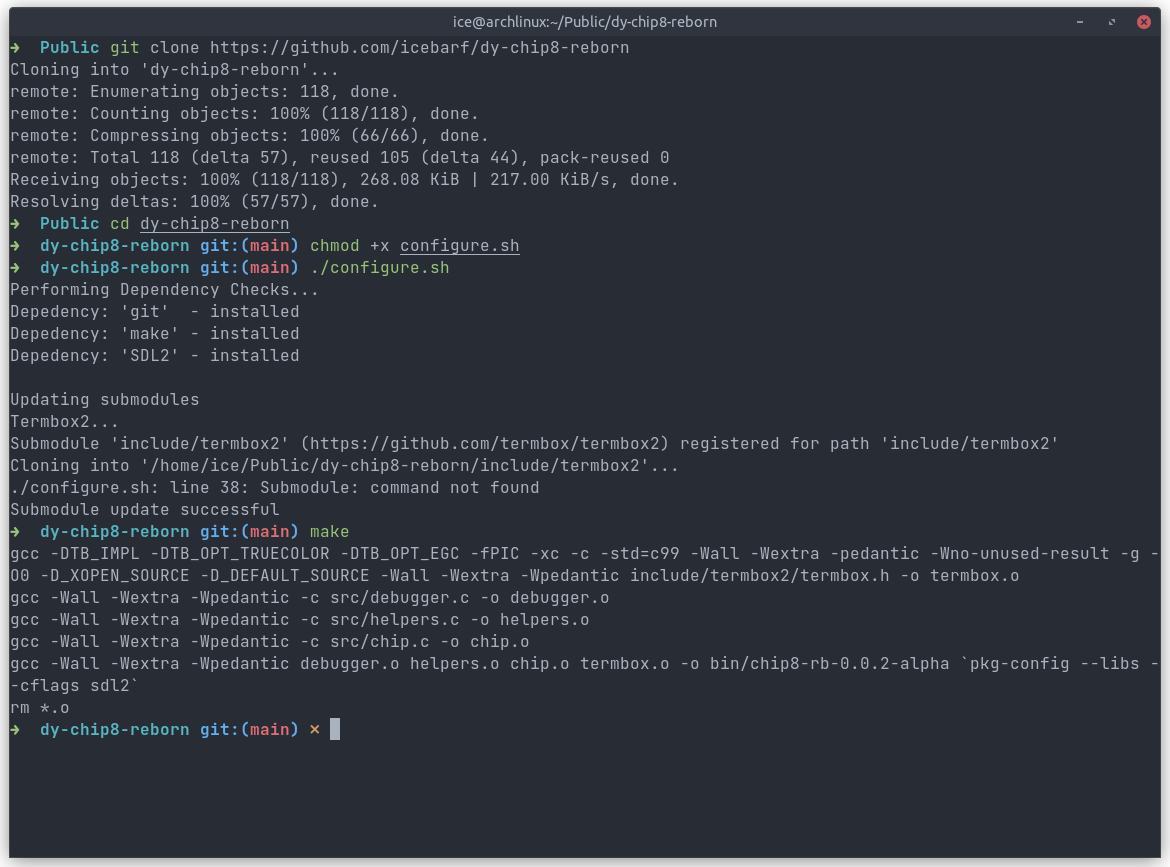 ice@archlinux:~/Public/dy-chip8-reborn
➜  Public git clone https://github.com/icebarf/dy-chip8-reborn
Cloning into 'dy-chip8-reborn'...
remote: Enumerating objects: 118, done.
remote: Counting objects: 100% (118/118), done.
remote: Compressing objects: 100% (66/66), done.
remote: Total 118 (delta 57), reused 105 (delta 44), pack-reused 0
Receiving objects: 100% (118/118), 268.08 KiB | 217.00 KiB/s, done.
Resolving deltas: 100% (57/57), done.
➜  Public cd dy-chip8-reborn
➜  dy-chip8-reborn git:(main) chmod +x configure.sh
➜  dy-chip8-reborn git:(main) ./configure.sh
Performing Dependency Checks...
Depedency: 'git'  - installed
Depedency: 'make' - installed
Depedency: 'SDL2' - installed

Updating submodules
Termbox2...
Submodule 'include/termbox2' (https://github.com/termbox/termbox2) registered for path 'include/termbox2'
Cloning into '/home/ice/Public/dy-chip8-reborn/include/termbox2'...
./configure.sh: line 38: Submodule: command not found
Submodule update successful
➜  dy-chip8-reborn git:(main) make
gcc -DTB_IMPL -DTB_OPT_TRUECOLOR -DTB_OPT_EGC -fPIC -xc -c -std=c99 -Wall -Wextra -pedantic -Wno-unused-result -g -
O0 -D_XOPEN_SOURCE -D_DEFAULT_SOURCE -Wall -Wextra -Wpedantic include/termbox2/termbox.h -o termbox.o
gcc -Wall -Wextra -Wpedantic -c src/debugger.c -o debugger.o
gcc -Wall -Wextra -Wpedantic -c src/helpers.c -o helpers.o
gcc -Wall -Wextra -Wpedantic -c src/chip.c -o chip.o
gcc -Wall -Wextra -Wpedantic debugger.o helpers.o chip.o termbox.o -o bin/chip8-rb-0.0.2-alpha `pkg-config --libs -
-cflags sdl2`
rm *.o
➜  dy-chip8-reborn git:(main) ×